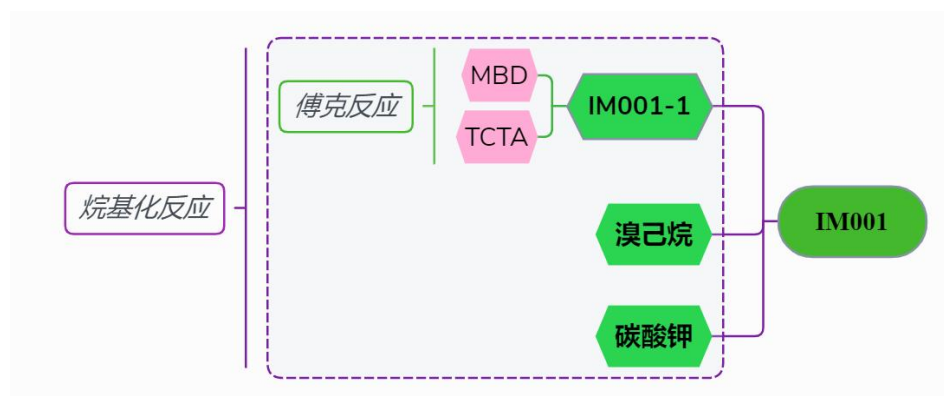 MBD
傅克反应
IM001-1
TCTA
烷基化反应
溴己烷
IM001
碳酸钾